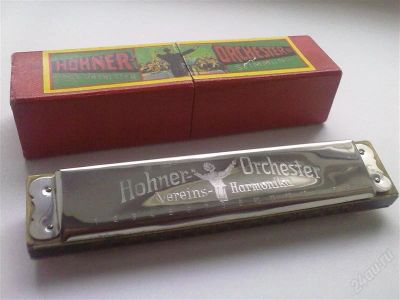 HOHNER'S ORCHESTER
Hohner- Orchester
Vereins- Harmonika
24au.ru